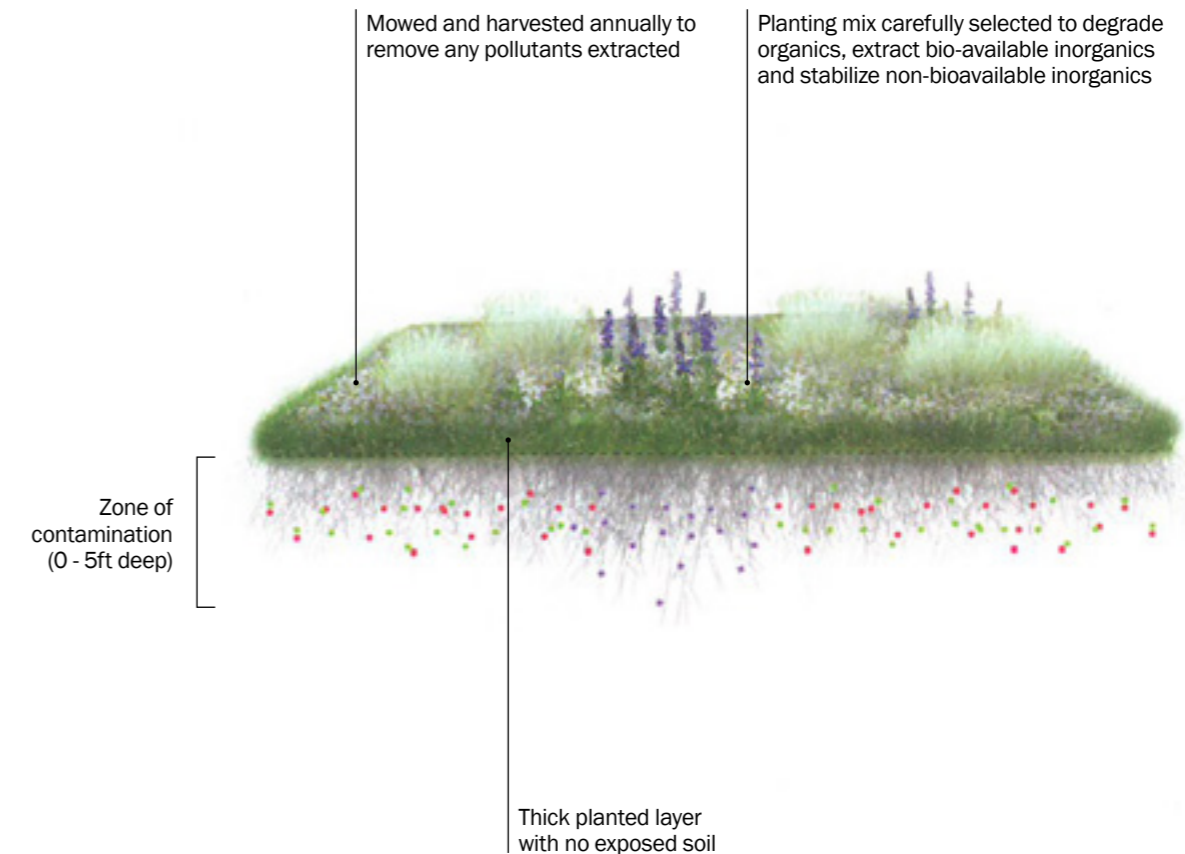 Mowed and harvested annually to
remove any pollutants extracted
Planting mix carefully selected to degrade
organics, extract bio-available inorganics
and stabilize non-bioavailable inorganics
Zone of
contamination
(0 - 5ft deep)
Thick planted layer
with no exposed soil